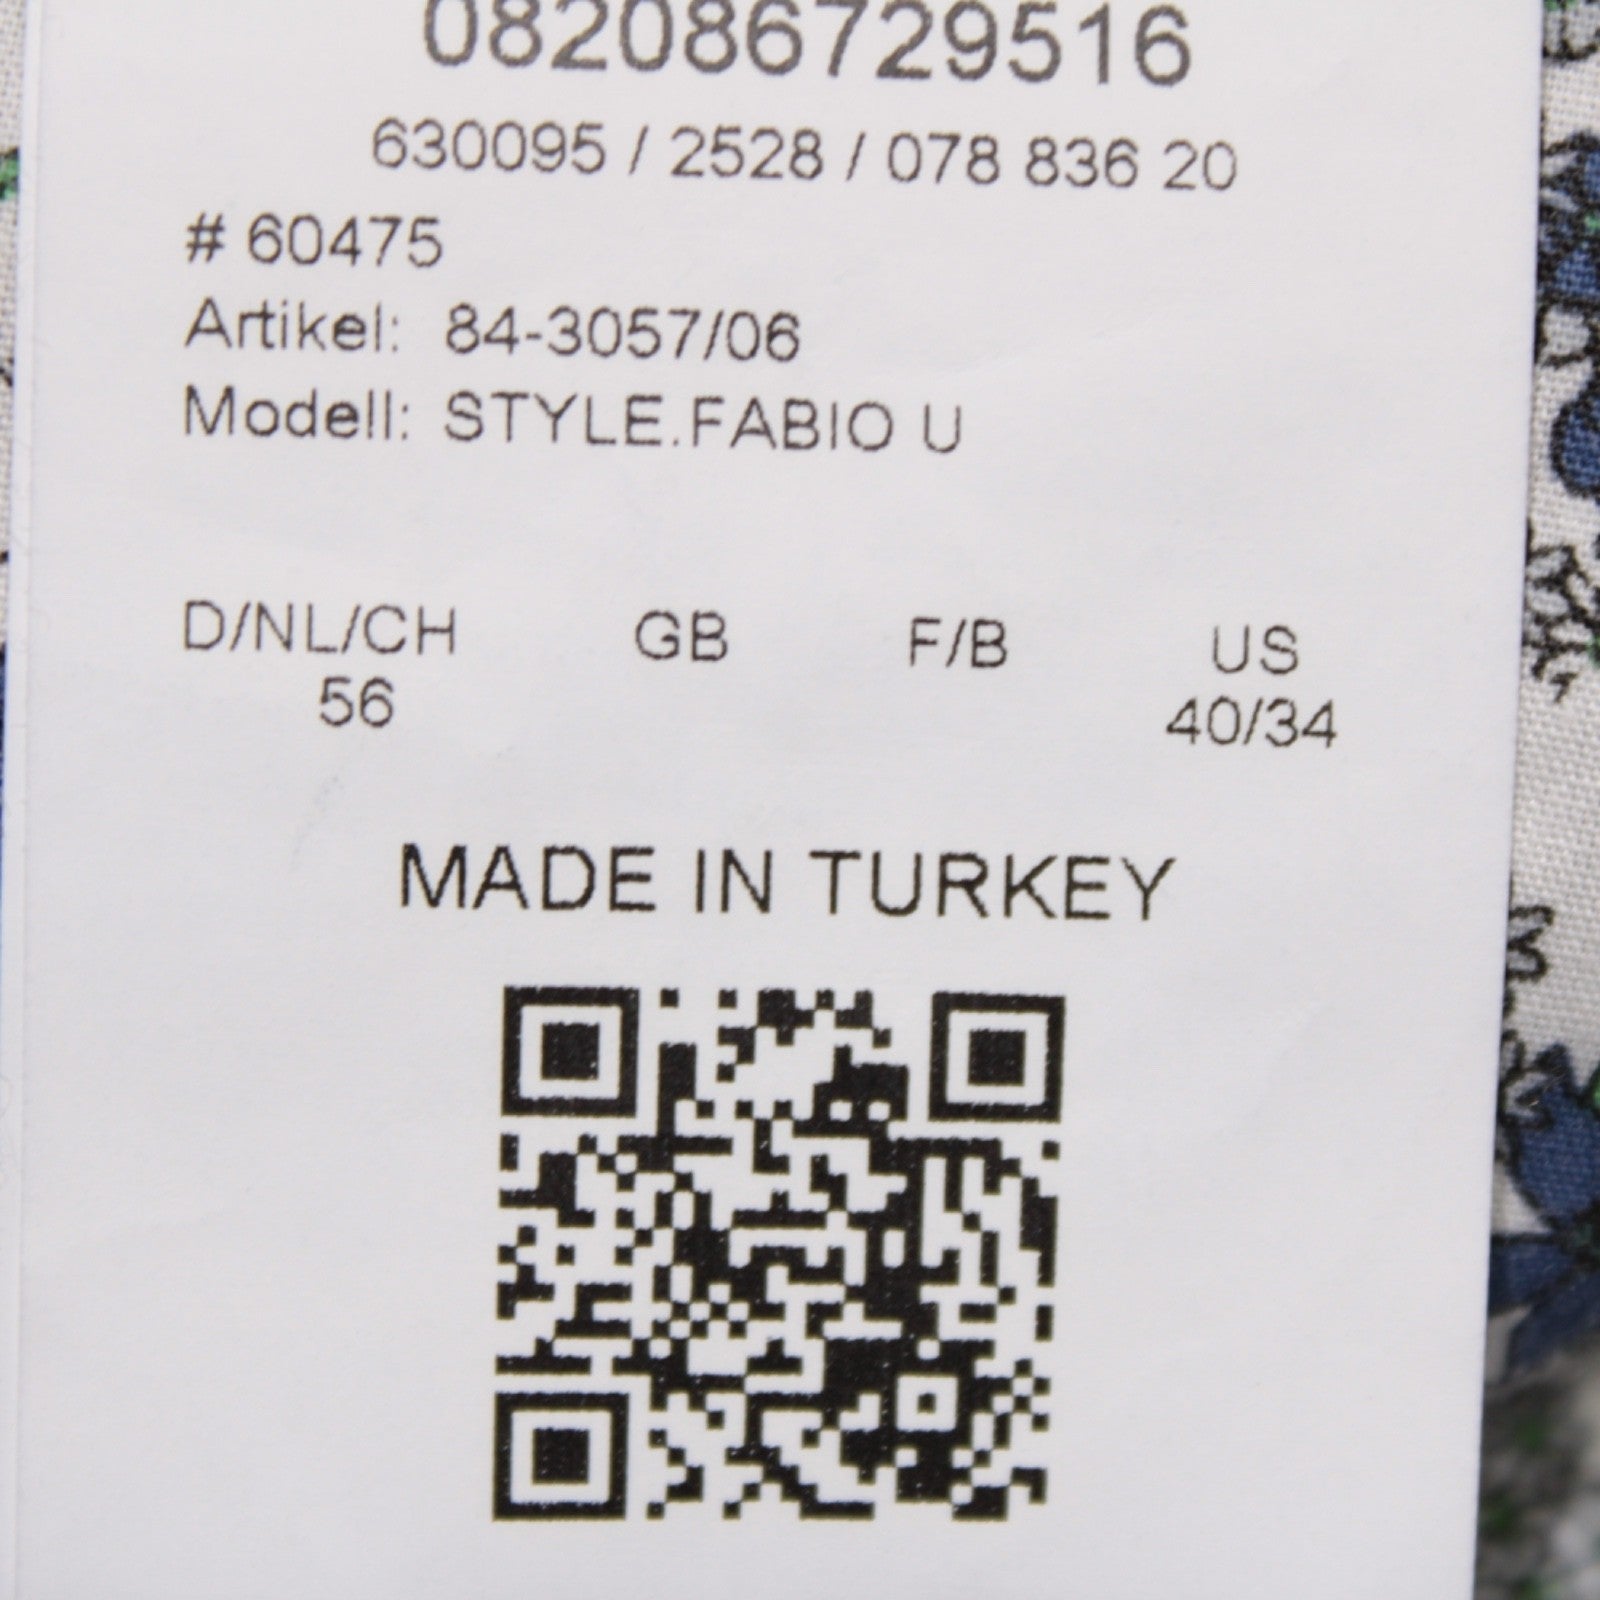 082086729516
630095 / 2528 / 078 836 20
# 60475
Artikel: 84-3057/06
Modell: STYLE.FABIO U
D/NL/CH GB F/B US
56 40/34
MADE IN TURKEY